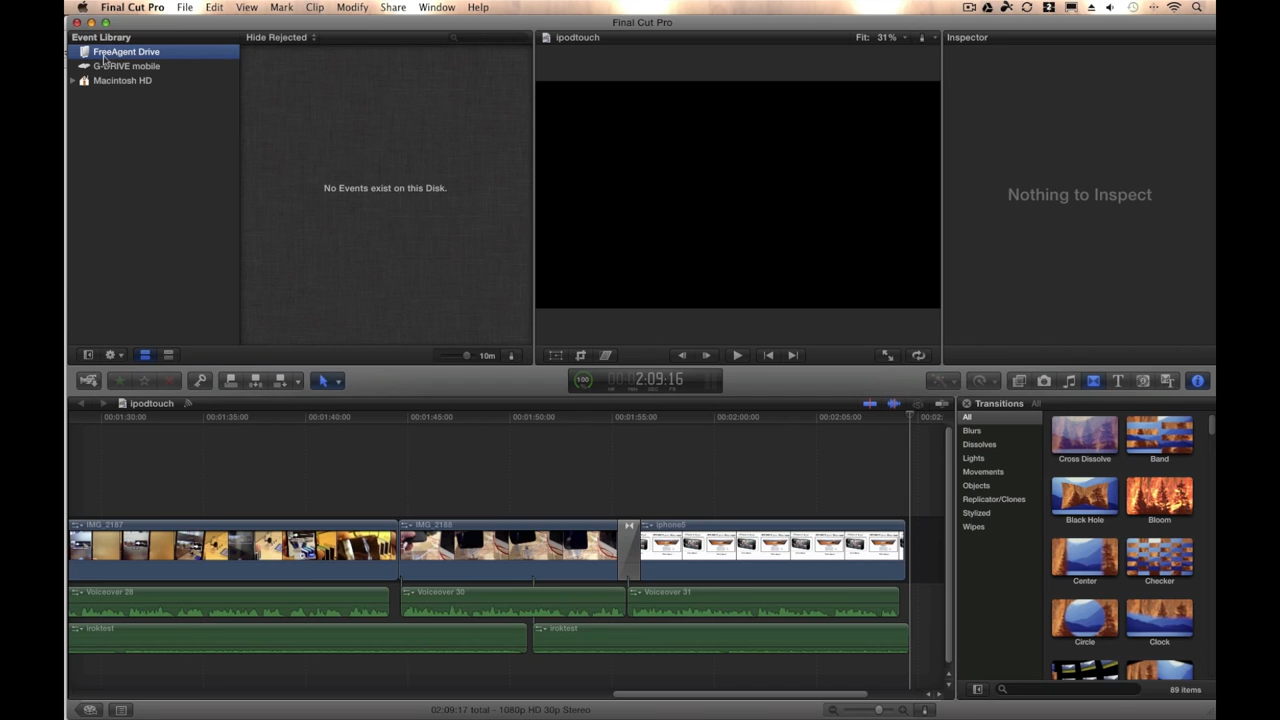 Final Cut Pro File Edit View Mark Clip Modify Share Window Help
Final Cut Pro
Event Library
Hide Rejected
ipodtouch
Fit: 31%
Inspector
FreeAgent Drive
G-DRIVE mobile
Macintosh HD
No Events exist on this Disk.
Nothing to Inspect
10m
100
2:09:16
ipodtouch
Transitions All
00:01:30:00 00:01:35:00 00:01:40:00 00:01:45:00 00:01:50:00 00:01:55:00 00:02:00:00 00:02:05:00 00:02:
All
Blurs
Dissolves
Lights
Movements
Objects
Replicator/Clones
Stylized
Wipes
Cross Dissolve Band
Black Hole Bloom
Center Checker
Circle Clock
IMG_2187 IMG_2188 iphone5
Voiceover 28 Voiceover 30 Voiceover 31
iroktest iroktest
89 items
02:09:17 total - 1080p HD 30p Stereo